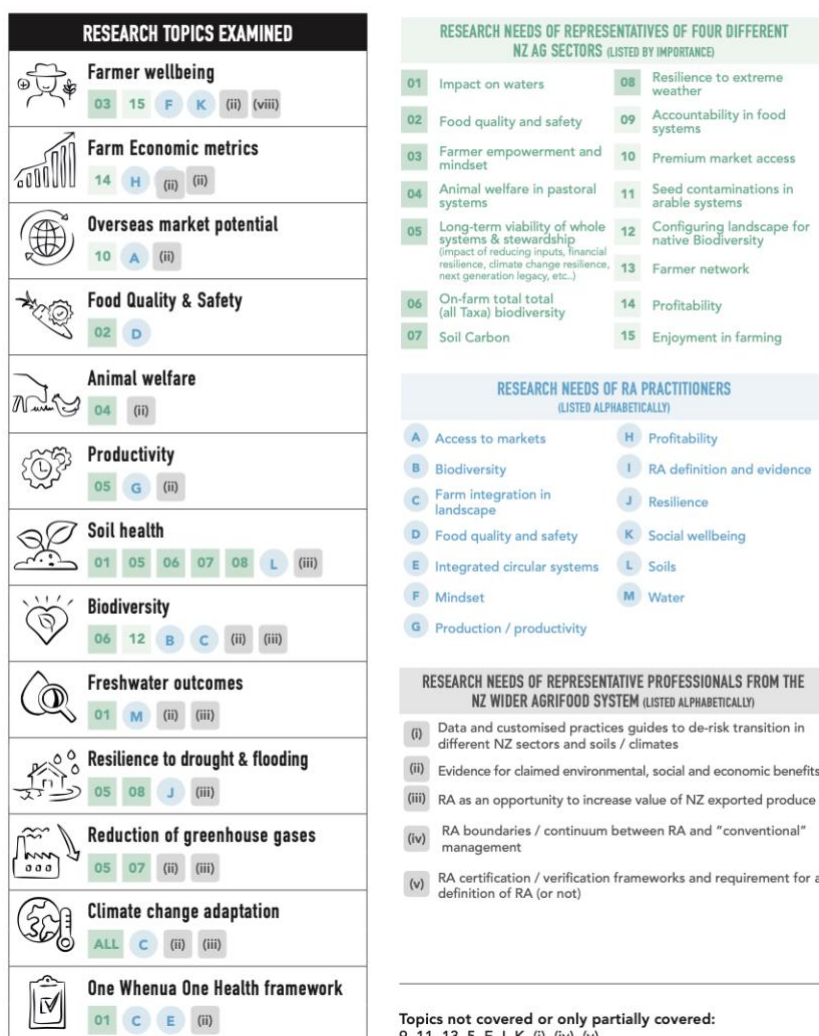 RESEARCH TOPICS EXAMINED
Farmer wellbeing
03 15 F K (ii) (viii)
Farm Economic metrics
14 H (ii) (ii)
Overseas market potential
10 A (ii)
Food Quality & Safety
02 D
Animal welfare
04 (ii)
Productivity
05 G (ii)
Soil health
01 05 06 07 08 L (iii)
Biodiversity
06 12 B C (ii) (iii)
Freshwater outcomes
01 M (ii) (iii)
Resilience to drought & flooding
05 08 J (iii)
Reduction of greenhouse gases
05 07 (ii) (iii)
Climate change adaptation
ALL C (ii) (iii)
One Whenua One Health framework
01 C E (ii)
RESEARCH NEEDS OF REPRESENTATIVES OF FOUR DIFFERENT
NZ AG SECTORS (LISTED BY IMPORTANCE)
01 Impact on waters
02 Food quality and safety
03 Farmer empowerment and
mindset
04 Animal welfare in pastoral
systems
05 Long-term viability of whole
systems & stewardship
(impact of reducing inputs, financial
resilience, climate change resilience,
next generation legacy, etc..)
06 On-farm total total
(all Taxa) biodiversity
07 Soil Carbon
08 Resilience to extreme
weather
09 Accountability in food
systems
10 Premium market access
11 Seed contaminations in
arable systems
12 Configuring landscape for
native Biodiversity
13 Farmer network
14 Profitability
15 Enjoyment in farming
RESEARCH NEEDS OF RA PRACTITIONERS
(LISTED ALPHABETICALLY)
A Access to markets
B Biodiversity
C Farm integration in
landscape
D Food quality and safety
E Integrated circular systems
F Mindset
G Production / productivity
H Profitability
I RA definition and evidence
J Resilience
K Social wellbeing
L Soils
M Water
RESEARCH NEEDS OF REPRESENTATIVE PROFESSIONALS FROM THE
NZ WIDER AGRIFOOD SYSTEM (LISTED ALPHABETICALLY)
(i) Data and customised practices guides to de-risk transition in
different NZ sectors and soils / climates
(ii) Evidence for claimed environmental, social and economic benefits
(iii) RA as an opportunity to increase value of NZ exported produce
(iv) RA boundaries / continuum between RA and "conventional"
management
(v) RA certification / verification frameworks and requirement for a
definition of RA (or not)
Topics not covered or only partially covered: